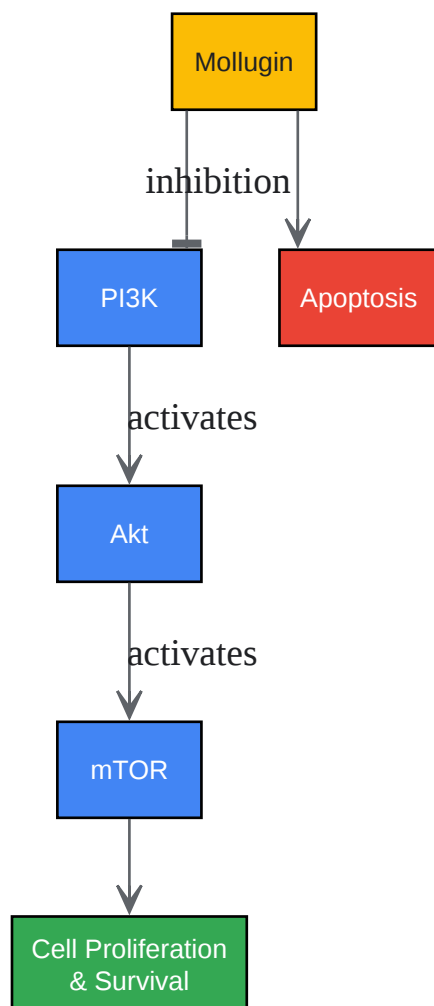 Mollugin
inhibition
PI3K
Apoptosis
activates
Akt
activates
mTOR
Cell Proliferation
& Survival